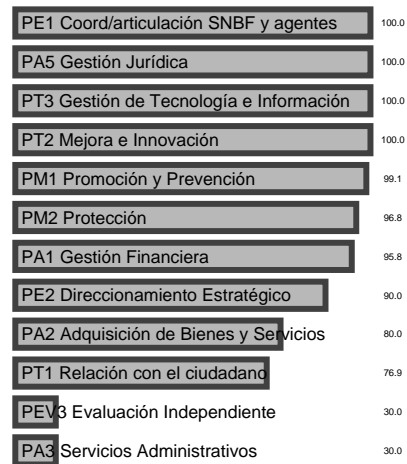 PE1 Coord/articulación SNBF y agentes 100.0
PA5 Gestión Jurídica 100.0
PT3 Gestión de Tecnología e Información 100.0
PT2 Mejora e Innovación 100.0
PM1 Promoción y Prevención 99.1
PM2 Protección 96.8
PA1 Gestión Financiera 95.8
PE2 Direccionamiento Estratégico 90.0
PA2 Adquisición de Bienes y Servicios 80.0
PT1 Relación con el ciudadano 76.9
PEV3 Evaluación Independiente 30.0
PA3 Servicios Administrativos 30.0